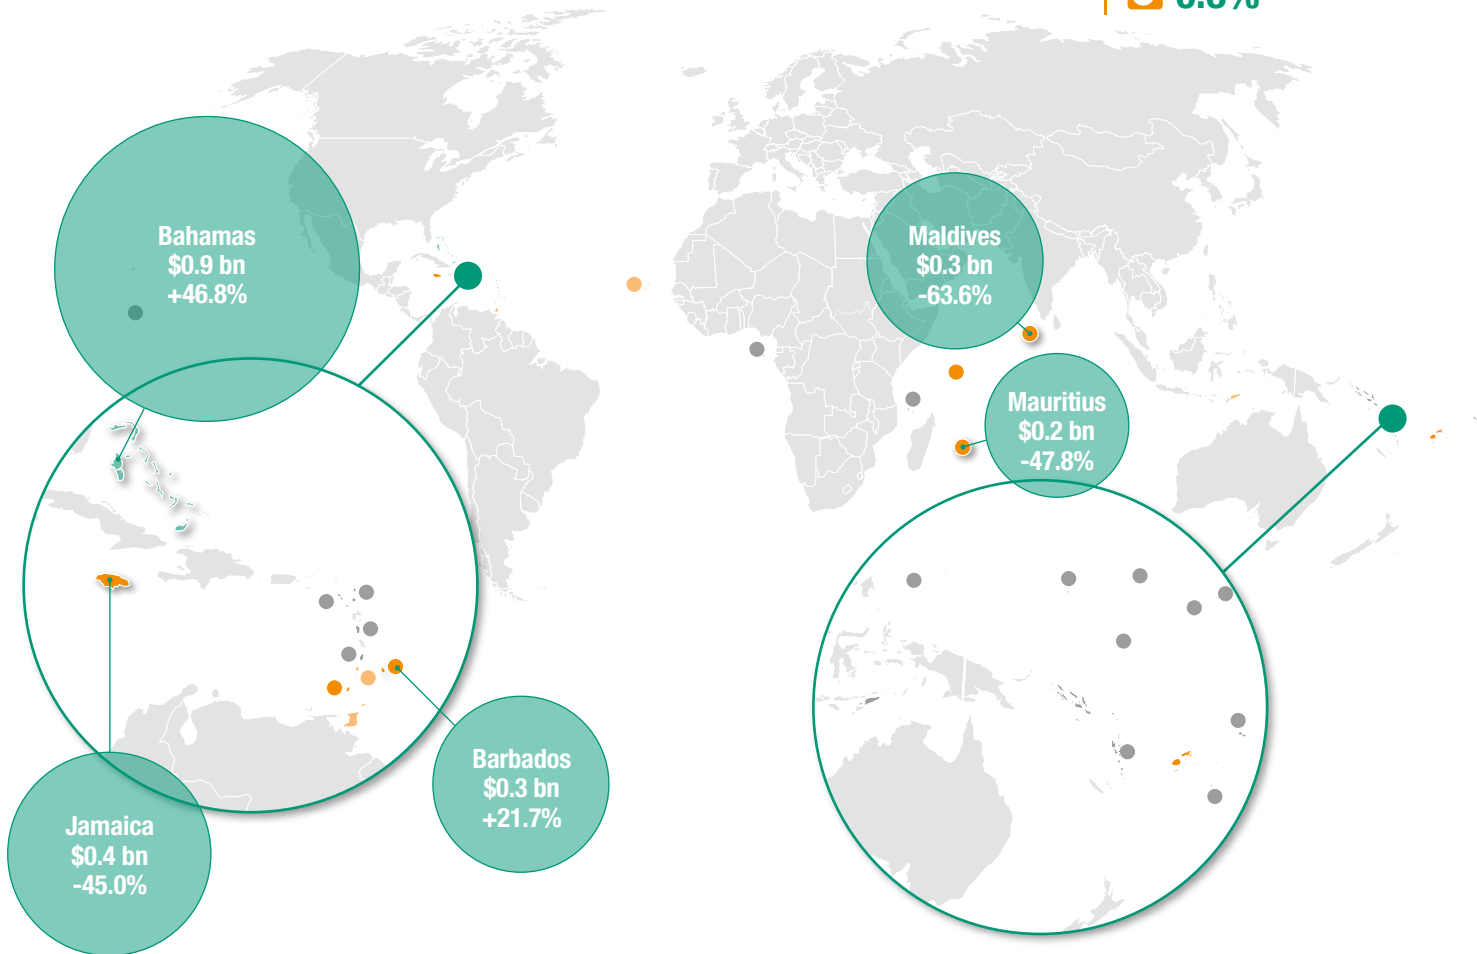 Bahamas
$0.9 bn
+46.8%
Maldives
$0.3 bn
-63.6%
Mauritius
$0.2 bn
-47.8%
Barbados
$0.3 bn
+21.7%
Jamaica
$0.4 bn
-45.0%